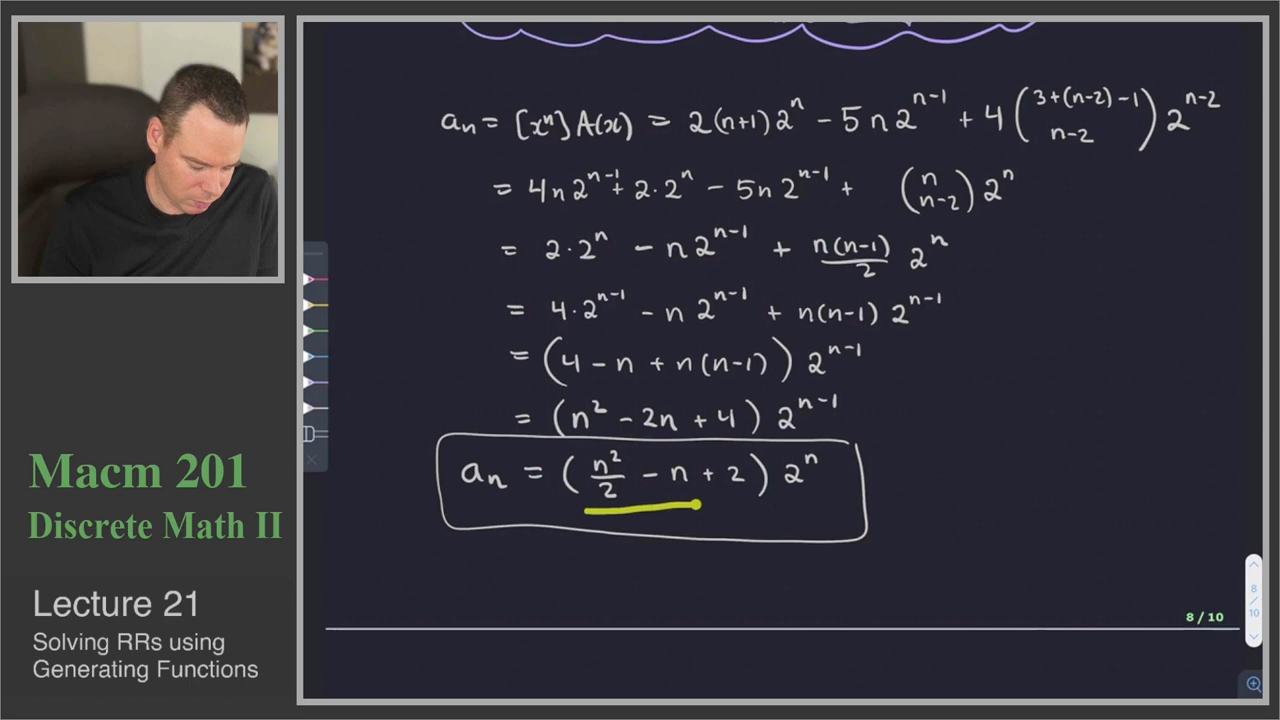 aₙ = [xⁿ] A(x) = 2(n+1)2ⁿ − 5n2ⁿ⁻¹ + 4 (3+(n−2)−1 / n−2) 2ⁿ⁻²
= 4n2ⁿ⁻¹ + 2·2ⁿ − 5n2ⁿ⁻¹ + (n / n−2) 2ⁿ
= 2·2ⁿ − n2ⁿ⁻¹ + n(n−1)/2 2ⁿ
= 4·2ⁿ⁻¹ − n2ⁿ⁻¹ + n(n−1) 2ⁿ⁻¹
= (4 − n + n(n−1)) 2ⁿ⁻¹
= (n² − 2n + 4) 2ⁿ⁻¹
aₙ = (n²/2 − n + 2) 2ⁿ
8 / 10
8 / 10
Macm 201
Discrete Math II
Lecture 21
Solving RRs using
Generating Functions